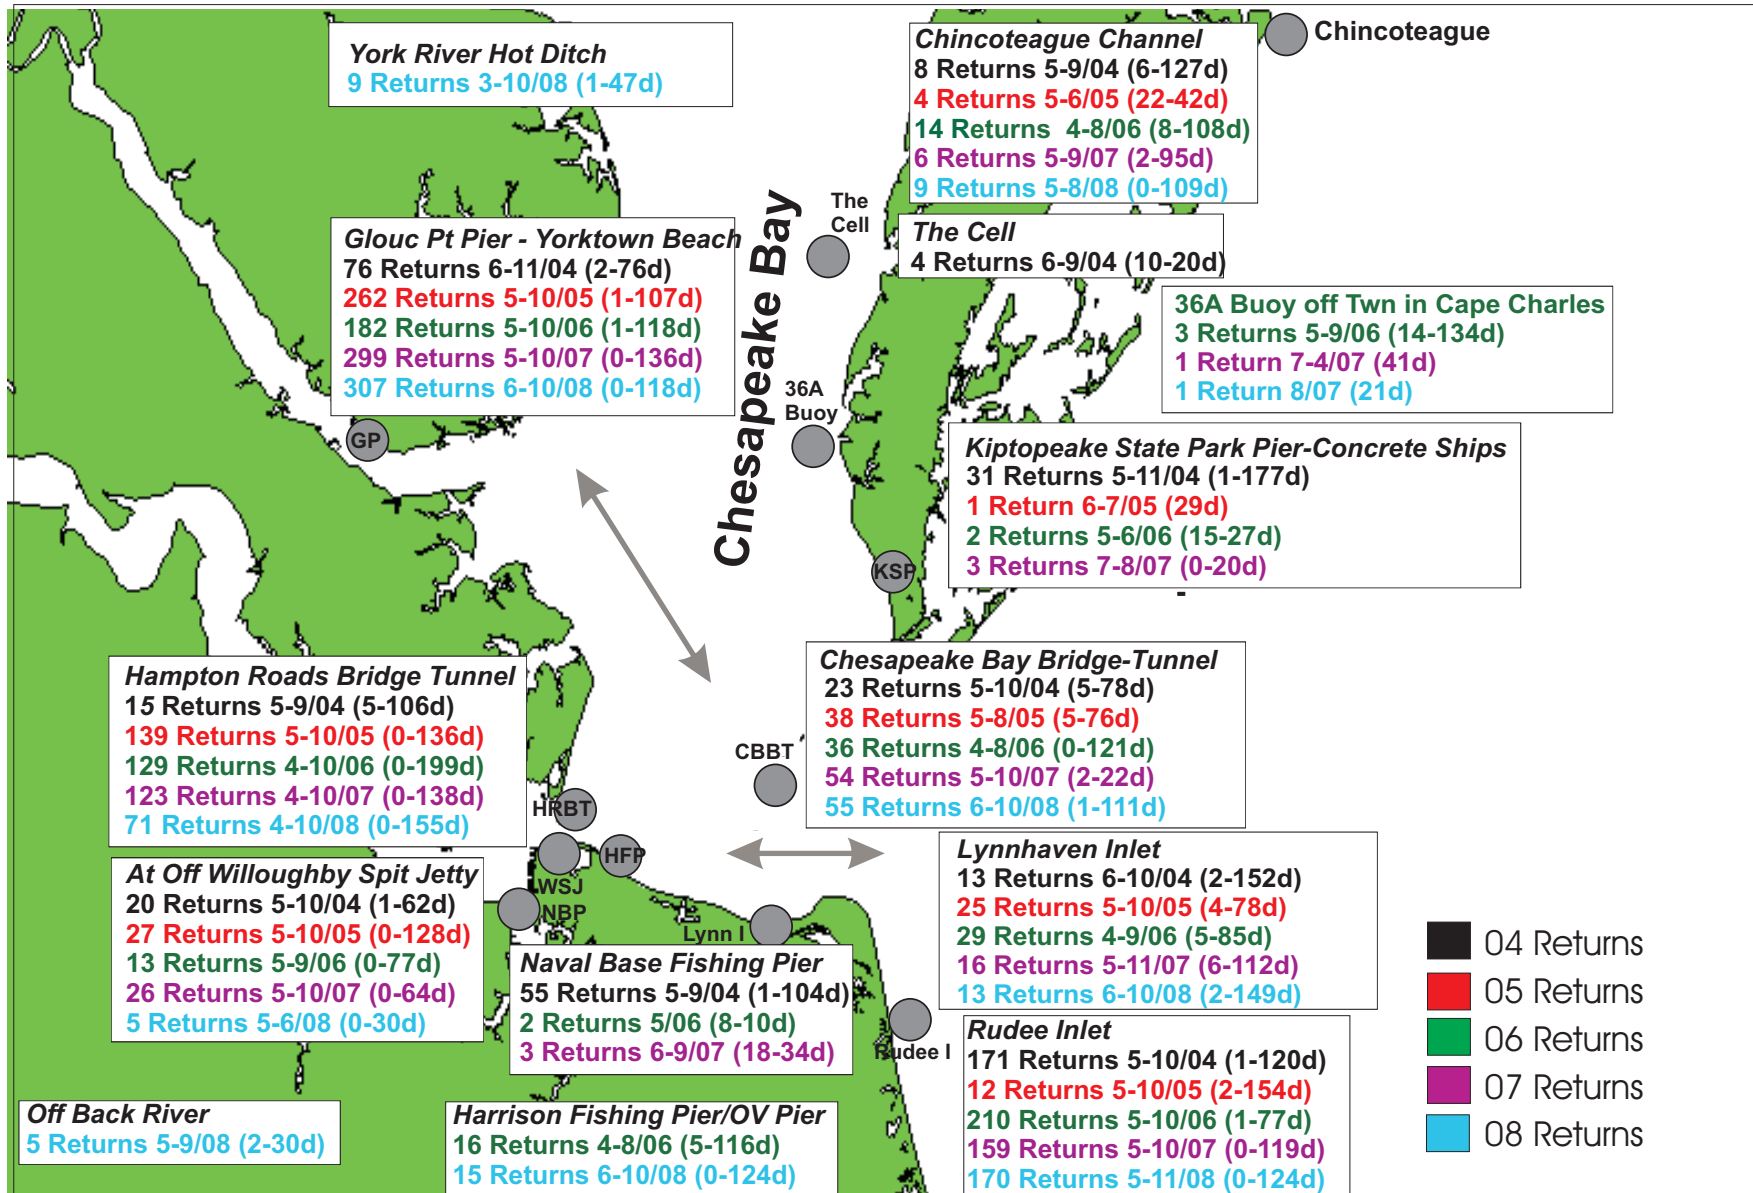 York River Hot Ditch
9 Returns 3-10/08 (1-47d)
Chincoteague Channel
8 Returns 5-9/04 (6-127d)
4 Returns 5-6/05 (22-42d)
14 Returns 4-8/06 (8-108d)
6 Returns 5-9/07 (2-95d)
9 Returns 5-8/08 (0-109d)
Chincoteague
Glouc Pt Pier - Yorktown Beach
76 Returns 6-11/04 (2-76d)
262 Returns 5-10/05 (1-107d)
182 Returns 5-10/06 (1-118d)
299 Returns 5-10/07 (0-136d)
307 Returns 6-10/08 (0-118d)
GP
Chesapeake Bay
The
Cell
The Cell
4 Returns 6-9/04 (10-20d)
36A Buoy off Twn in Cape Charles
3 Returns 5-9/06 (14-134d)
1 Return 7-4/07 (41d)
1 Return 8/07 (21d)
36A
Buoy
Kiptopeake State Park Pier-Concrete Ships
31 Returns 5-11/04 (1-177d)
1 Return 6-7/05 (29d)
2 Returns 5-6/06 (15-27d)
3 Returns 7-8/07 (0-20d)
-
KSP
Hampton Roads Bridge Tunnel
15 Returns 5-9/04 (5-106d)
139 Returns 5-10/05 (0-136d)
129 Returns 4-10/06 (0-199d)
123 Returns 4-10/07 (0-138d)
71 Returns 4-10/08 (0-155d)
Chesapeake Bay Bridge-Tunnel
23 Returns 5-10/04 (5-78d)
38 Returns 5-8/05 (5-76d)
36 Returns 4-8/06 (0-121d)
54 Returns 5-10/07 (2-22d)
55 Returns 6-10/08 (1-111d)
CBBT
HRBT
HFP
WSJ
NBP
Lynn I
At Off Willoughby Spit Jetty
20 Returns 5-10/04 (1-62d)
27 Returns 5-10/05 (0-128d)
13 Returns 5-9/06 (0-77d)
26 Returns 5-10/07 (0-64d)
5 Returns 5-6/08 (0-30d)
Naval Base Fishing Pier
55 Returns 5-9/04 (1-104d)
2 Returns 5/06 (8-10d)
3 Returns 6-9/07 (18-34d)
Lynnhaven Inlet
13 Returns 6-10/04 (2-152d)
25 Returns 5-10/05 (4-78d)
29 Returns 4-9/06 (5-85d)
16 Returns 5-11/07 (6-112d)
13 Returns 6-10/08 (2-149d)
Rudee I
Rudee Inlet
171 Returns 5-10/04 (1-120d)
12 Returns 5-10/05 (2-154d)
210 Returns 5-10/06 (1-77d)
159 Returns 5-10/07 (0-119d)
170 Returns 5-11/08 (0-124d)
Off Back River
5 Returns 5-9/08 (2-30d)
Harrison Fishing Pier/OV Pier
16 Returns 4-8/06 (5-116d)
15 Returns 6-10/08 (0-124d)
04 Returns
05 Returns
06 Returns
07 Returns
08 Returns